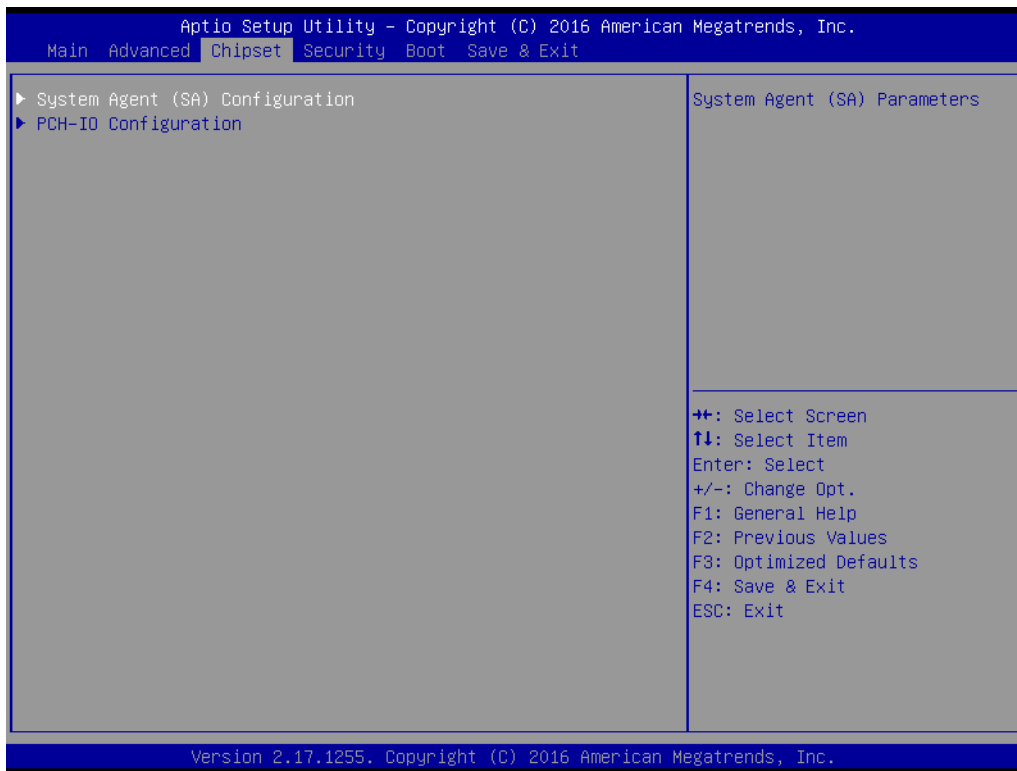 Aptio Setup Utility – Copyright (C) 2016 American Megatrends, Inc.
Main Advanced Chipset Security Boot Save & Exit
▶ System Agent (SA) Configuration
▶ PCH-IO Configuration
System Agent (SA) Parameters
→←: Select Screen
↑↓: Select Item
Enter: Select
+/-: Change Opt.
F1: General Help
F2: Previous Values
F3: Optimized Defaults
F4: Save & Exit
ESC: Exit
Version 2.17.1255. Copyright (C) 2016 American Megatrends, Inc.